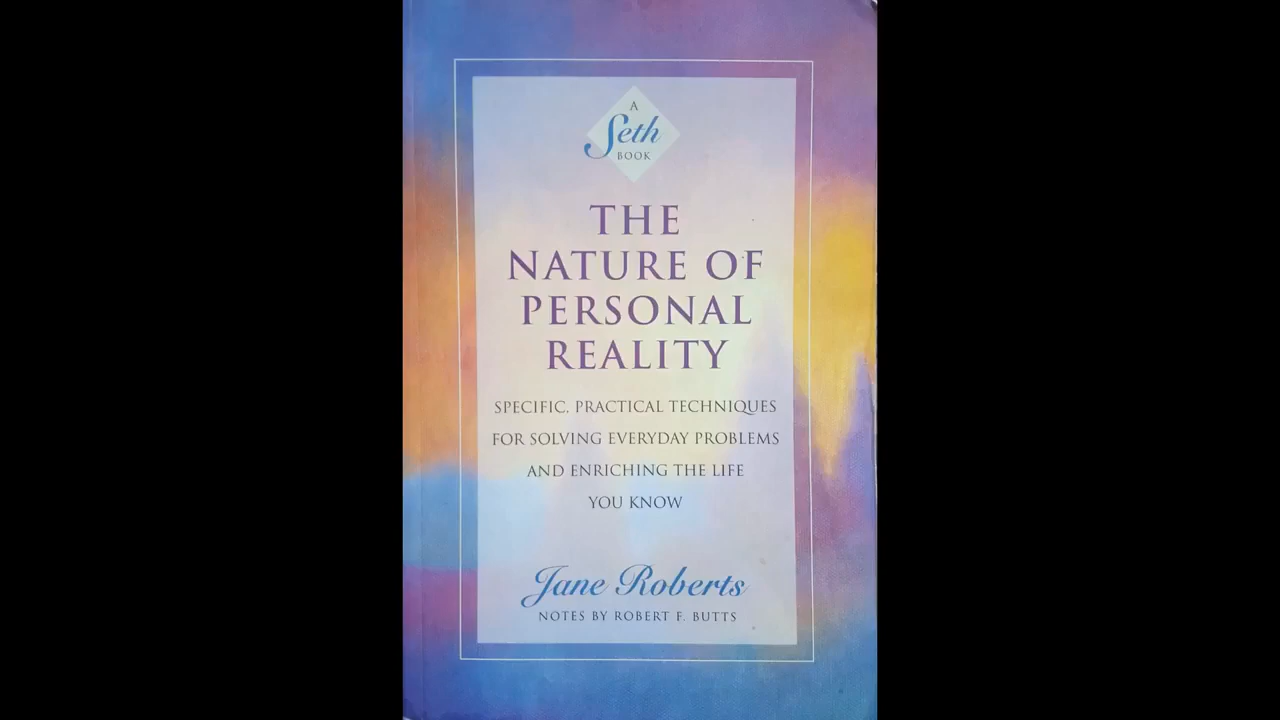 A
Seth
BOOK
THE
NATURE OF
PERSONAL
REALITY
SPECIFIC, PRACTICAL TECHNIQUES
FOR SOLVING EVERYDAY PROBLEMS
AND ENRICHING THE LIFE
YOU KNOW
Jane Roberts
NOTES BY ROBERT F. BUTTS